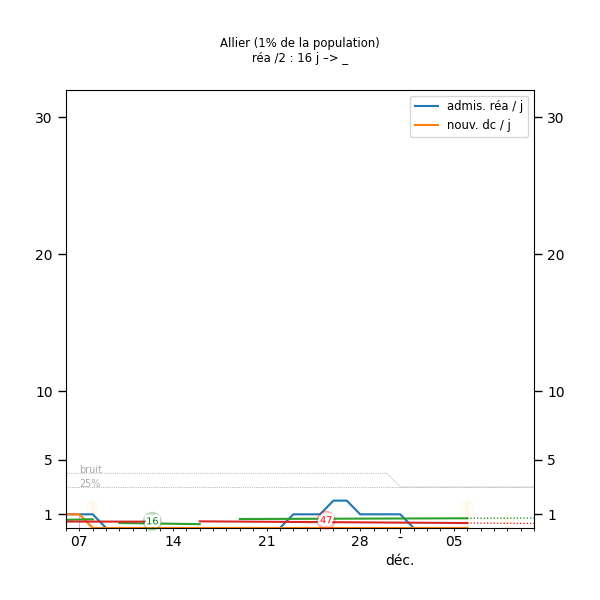 Allier (1% de la population)
réa /2 : 16 j –> _
admis. réa / j
nouv. dc / j
30 30
20 20
10 10
5 5
bruit
25%
1 1
16 47
07 14 21 28 - 05
déc.